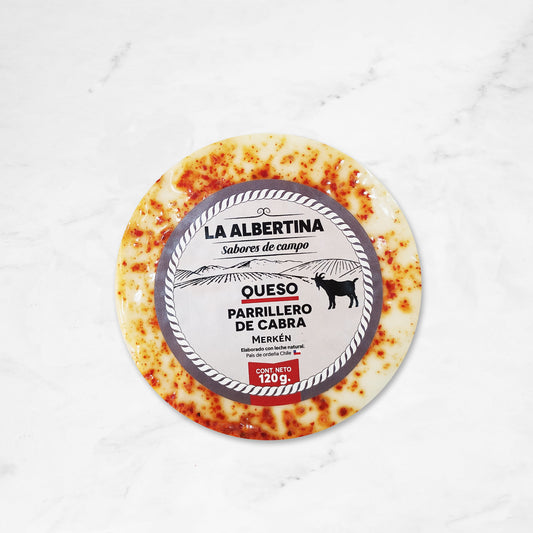 LA ALBERTINA
Sabores de campo
QUESO
PARRILLERO
DE CABRA
MERKÉN
Elaborado con leche natural.
País de ordeña Chile
CONT. NETO
120g.